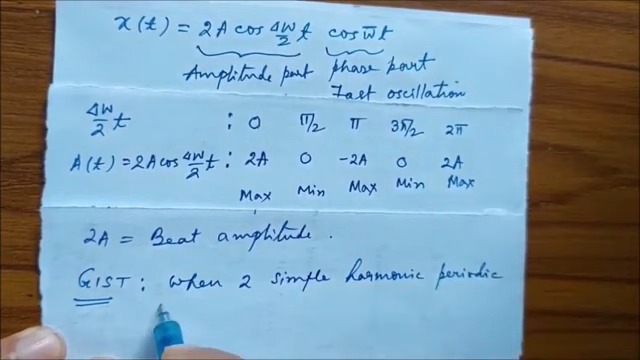 x(t) = 2A cos ΔW/2 t cos W̅t
Amplitude part phase part
Fast oscillation
ΔW/2 t : 0 π/2 π 3π/2 2π
A(t) = 2A cos ΔW/2 t : 2A 0 -2A 0 2A
Max Min Max Min Max
2A = Beat amplitude.
GIST : When 2 simple harmonic periodic